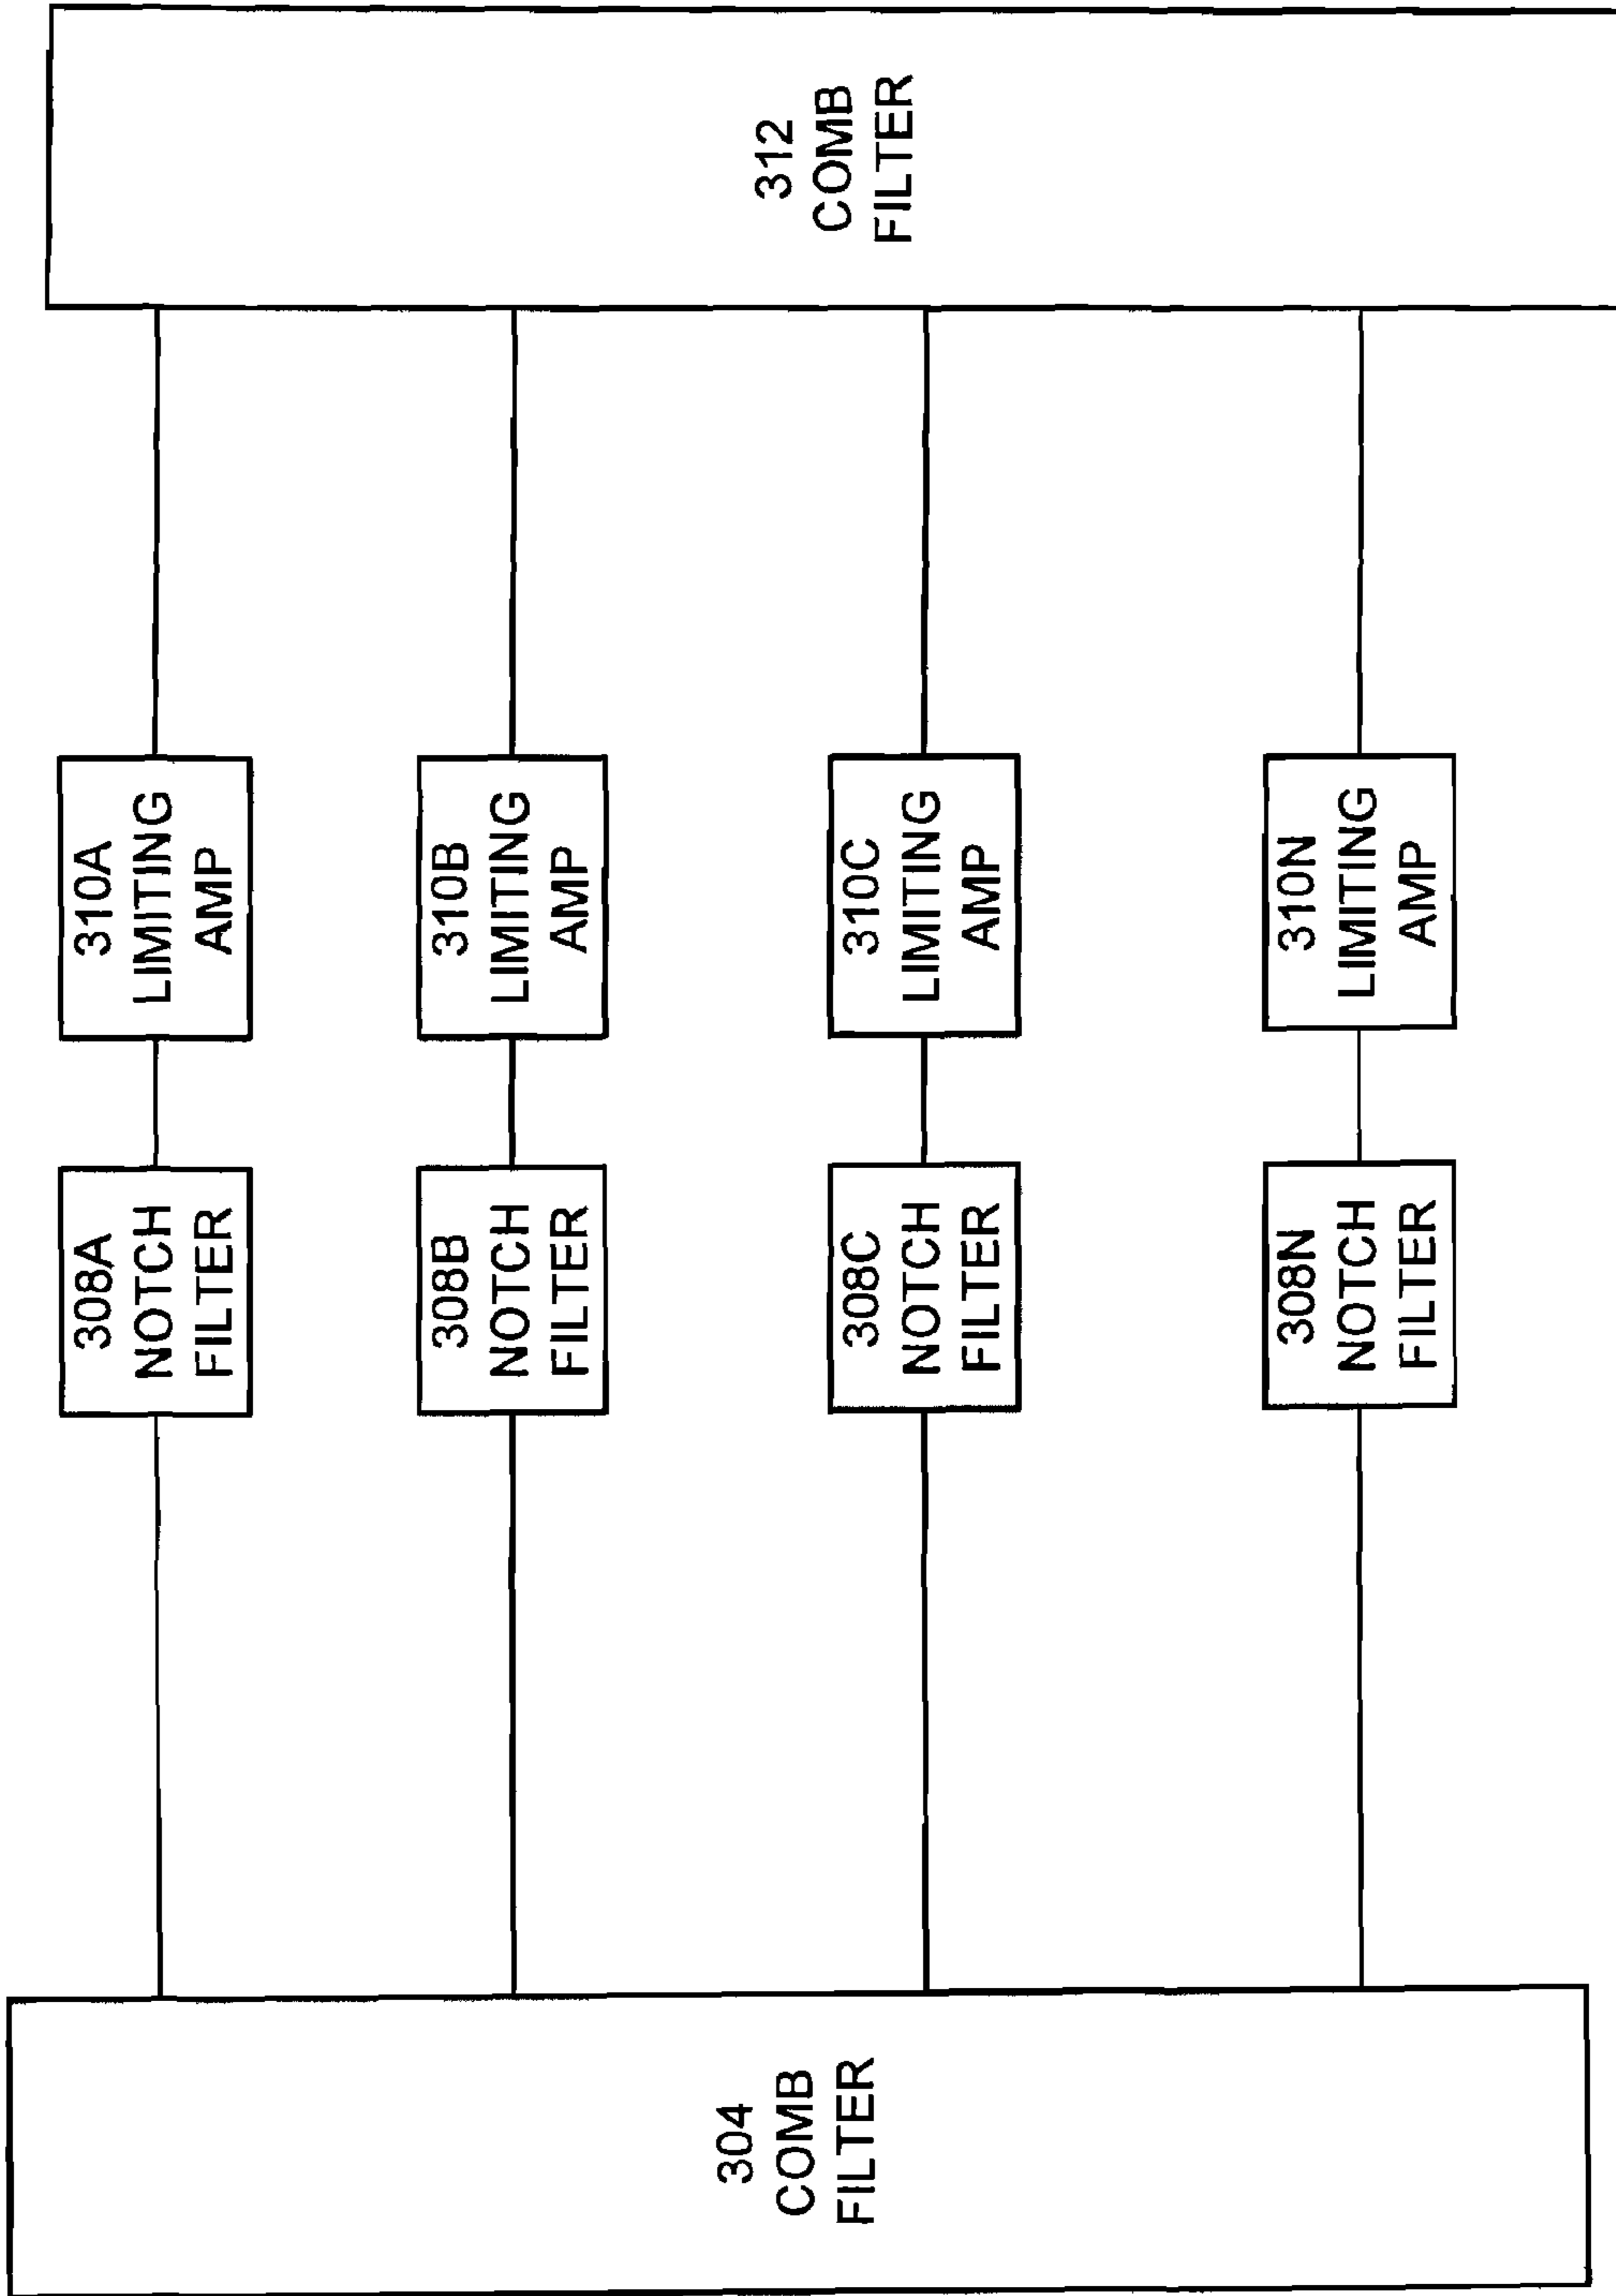 304
COMB
FILTER
308A
NOTCH
FILTER
310A
LIMITING
AMP
308B
NOTCH
FILTER
310B
LIMITING
AMP
308C
NOTCH
FILTER
310C
LIMITING
AMP
308N
NOTCH
FILTER
310N
LIMITING
AMP
312
COMB
FILTER